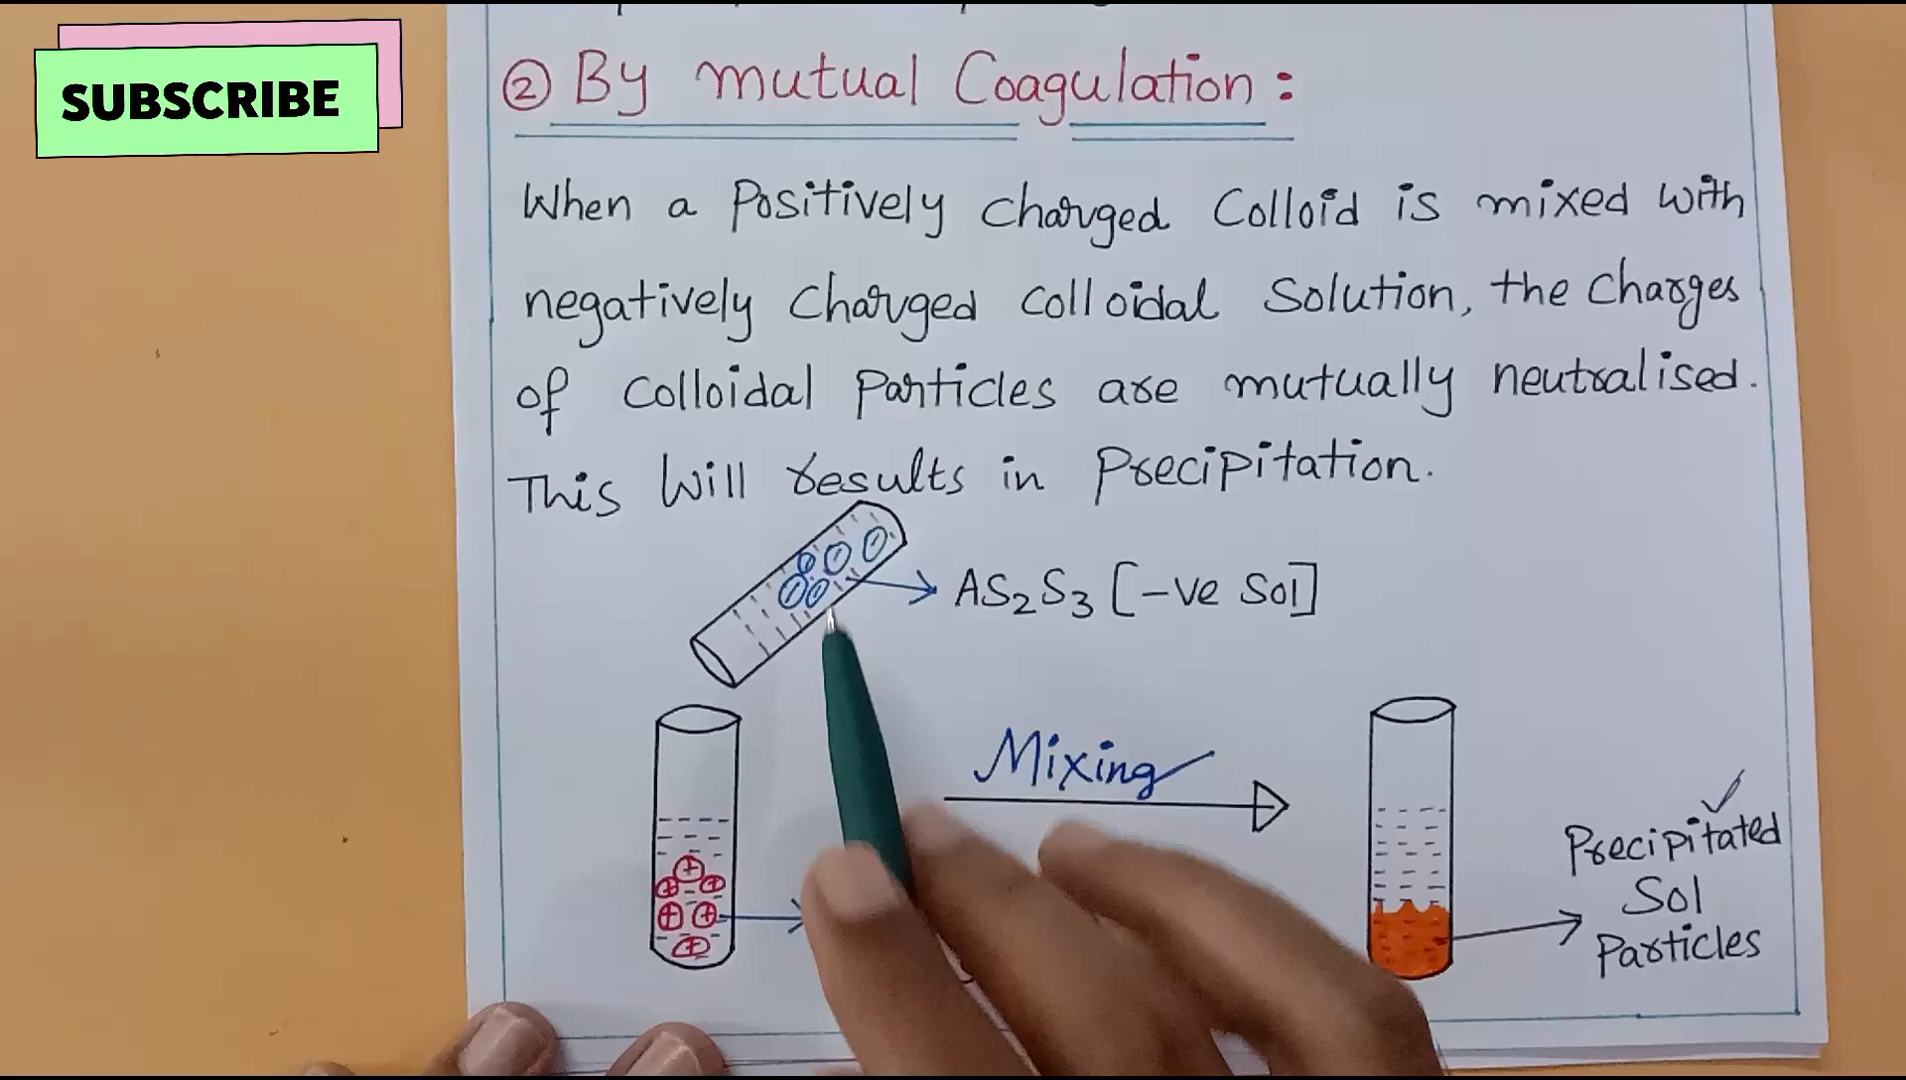 SUBSCRIBE
② By mutual Coagulation:
When a Positively charged Colloid is mixed with
negatively charged colloidal Solution, the charges
of colloidal Particles are mutually neutralised.
This Will results in Precipitation.
AS₂S₃ [-ve Sol]
Mixing
Precipitated
Sol
Particles